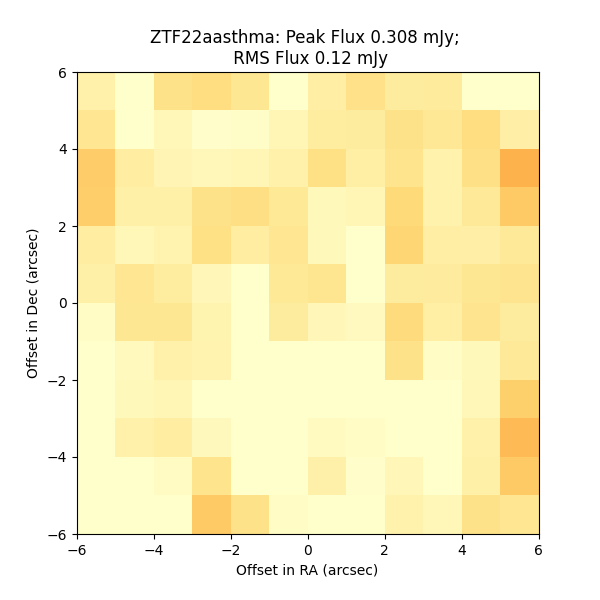 ZTF22aasthma: Peak Flux 0.308 mJy;
RMS Flux 0.12 mJy
6
4
2
0
−2
−4
−6
Offset in Dec (arcsec)
−6 −4 −2 0 2 4 6
Offset in RA (arcsec)